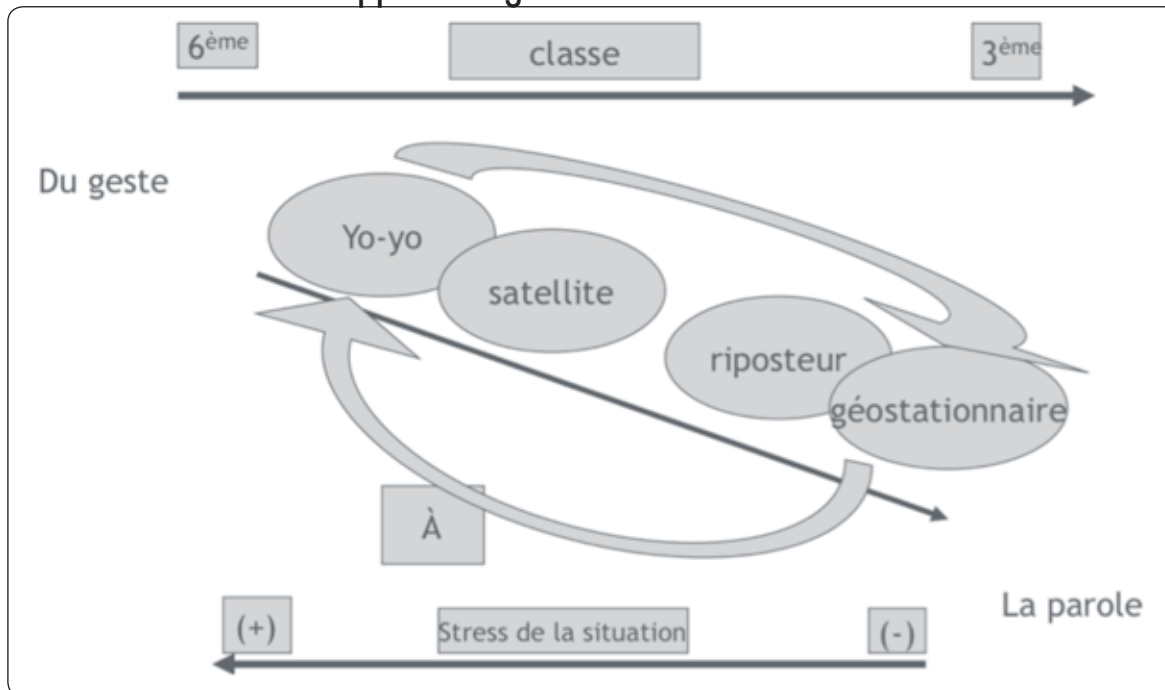 6ème
classe
3ème
Du geste
Yo-yo
satellite
riposteur
géostationnaire
À
La parole
(+)
Stress de la situation
(-)